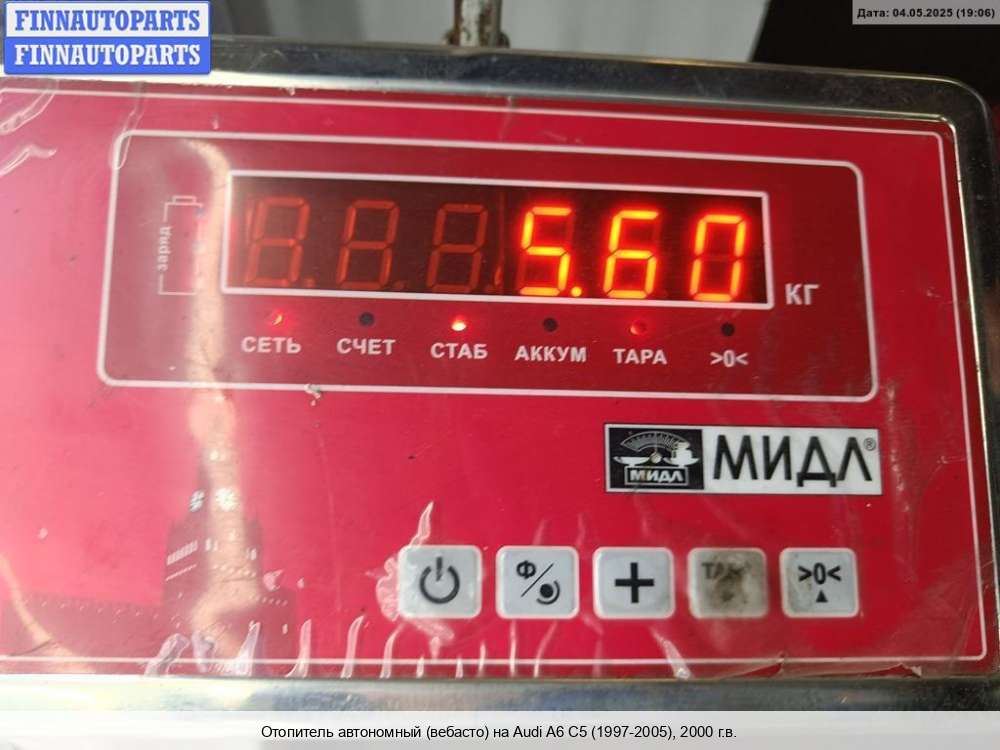 FINNAUTOPARTS
FINNAUTOPARTS
Дата: 04.05.2025 (19:06)
заряд
5.60
КГ
СЕТЬ СЧЕТ СТАБ АККУМ ТАРА >0<
МИДЛ МИДЛ®
Ф >0<
Отопитель автономный (вебасто) на Audi A6 C5 (1997-2005), 2000 г.в.